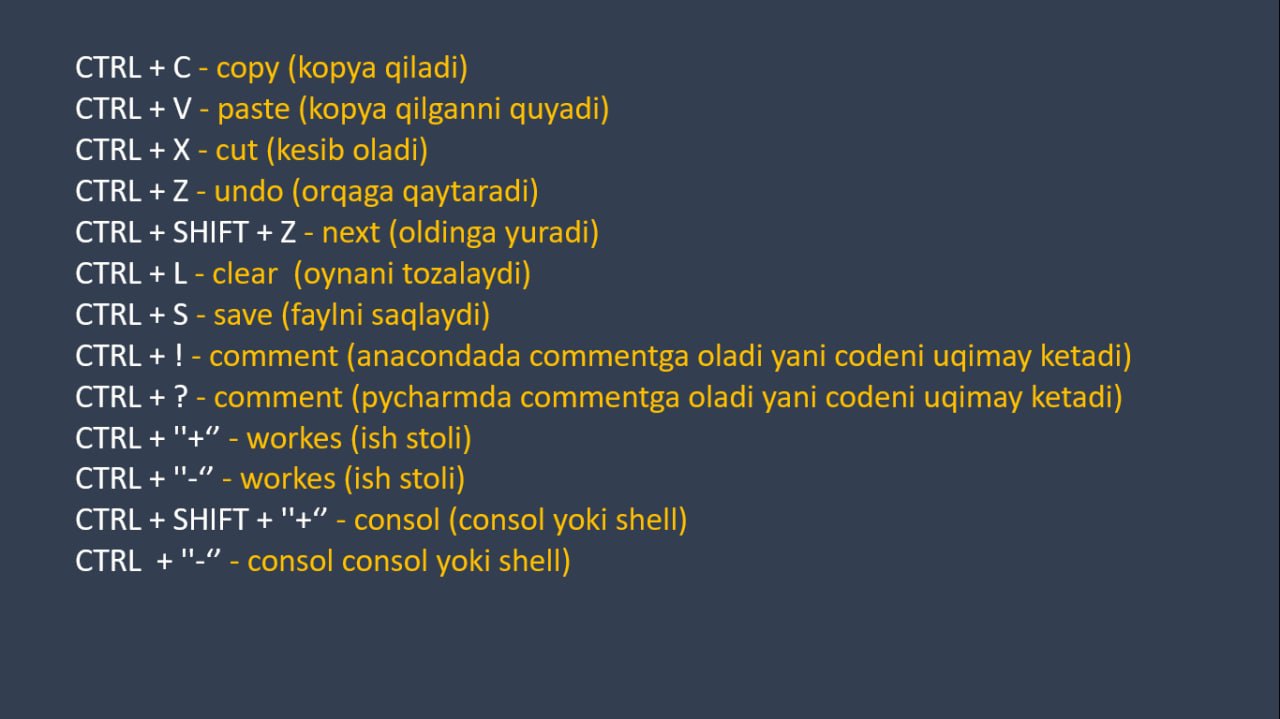 CTRL + C - copy (kopya qiladi)
CTRL + V - paste (kopya qilganni quyadi)
CTRL + X - cut (kesib oladi)
CTRL + Z - undo (orqaga qaytaradi)
CTRL + SHIFT + Z - next (oldinga yuradi)
CTRL + L - clear  (oynani tozalaydi)
CTRL + S - save (faylni saqlaydi)
CTRL + ! - comment (anacondada commentga oladi yani codeni uqimay ketadi)
CTRL + ? - comment (pycharmda commentga oladi yani codeni uqimay ketadi)
CTRL + "+“ - workes (ish stoli)
CTRL + "-“ - workes (ish stoli)
CTRL + SHIFT + "+“ - consol (consol yoki shell)
CTRL  + "-“ - consol consol yoki shell)